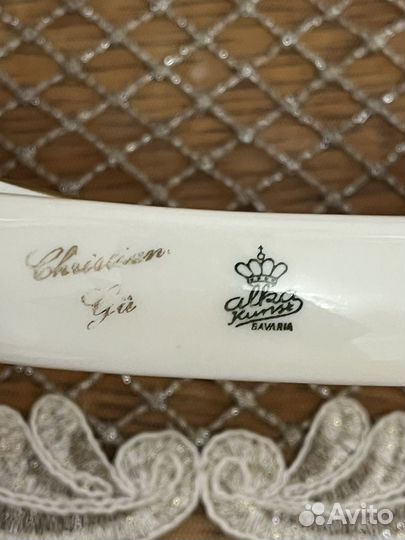 Christian
Gü
alka
Kunst
BAVARIA
Avito